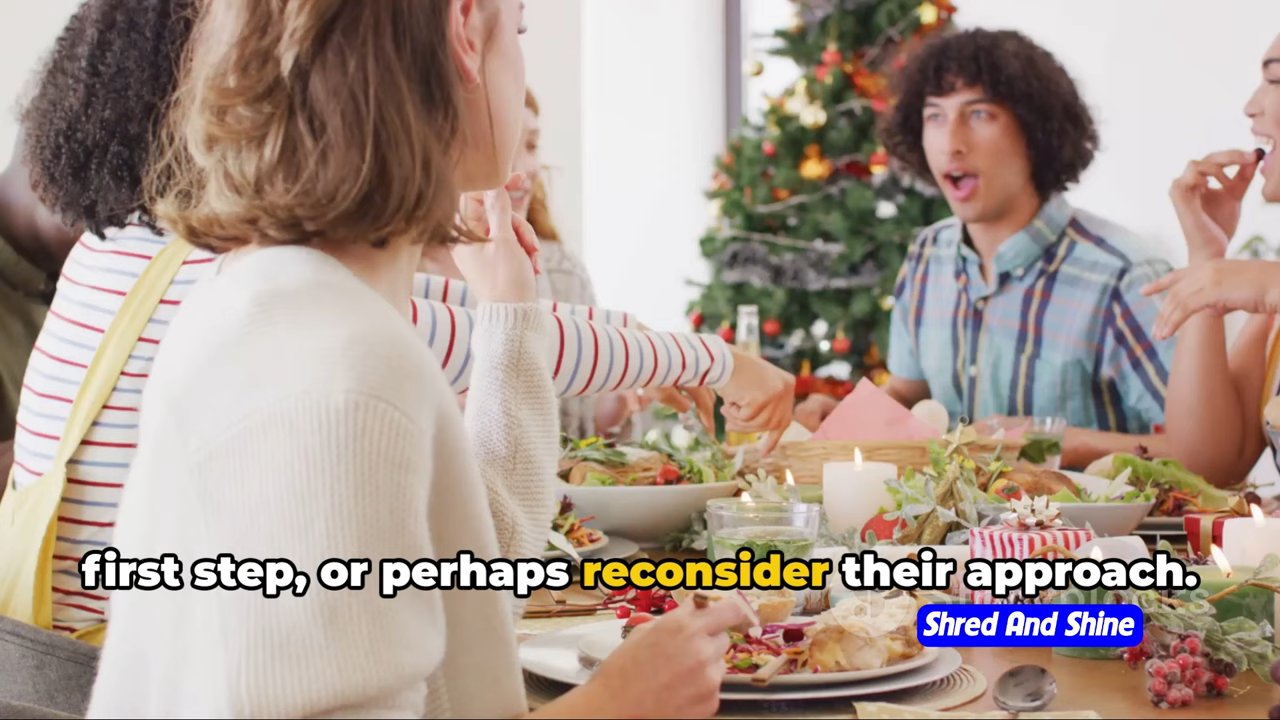 first step, or perhaps reconsider their approach.
Shred And Shine